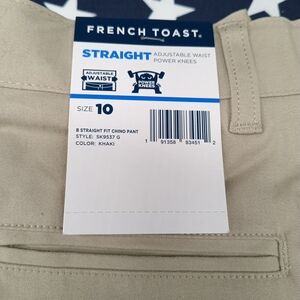 FRENCH TOAST
STRAIGHT
ADJUSTABLE WAIST
POWER KNEES
ADJUSTABLE
WAIST
POWER
KNEES
SIZE 10
B STRAIGHT FIT CHINO PANT
STYLE: SK9537 G
COLOR: KHAKI
1 91358 93451 2